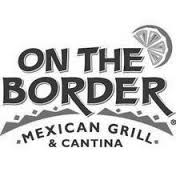 ON THE
BORDER®
MEXICAN GRILL
& CANTINA